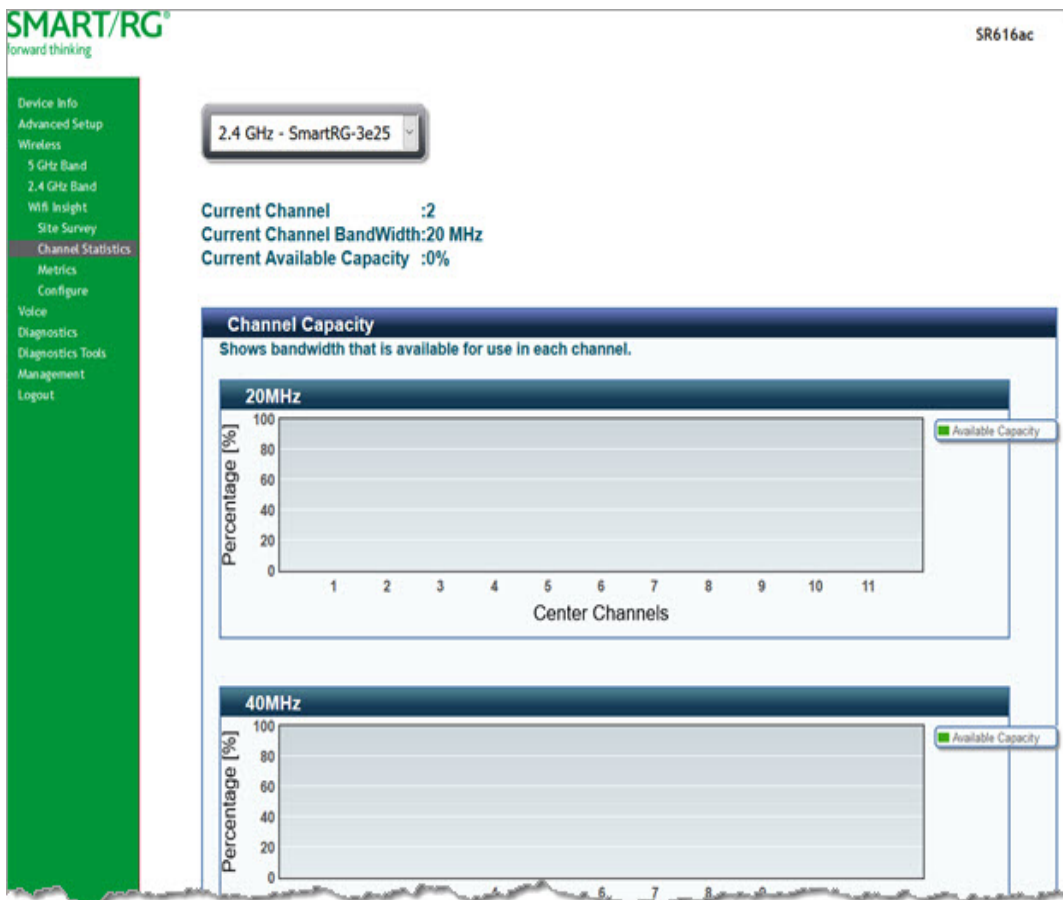 SMART/RG®
forward thinking
SR616ac
Device Info
Advanced Setup
Wireless
5 GHz Band
2.4 GHz Band
Wifi Insight
Site Survey
Channel Statistics
Metrics
Configure
Voice
Diagnostics
Diagnostics Tools
Management
Logout
2.4 GHz - SmartRG-3e25
Current Channel :2
Current Channel BandWidth:20 MHz
Current Available Capacity :0%
Channel Capacity
Shows bandwidth that is available for use in each channel.
20MHz
Percentage [%]
100
80
60
40
20
0
1 2 3 4 5 6 7 8 9 10 11
Center Channels
Available Capacity
40MHz
Percentage [%]
100
80
60
40
20
0
6 7 8 9
Available Capacity